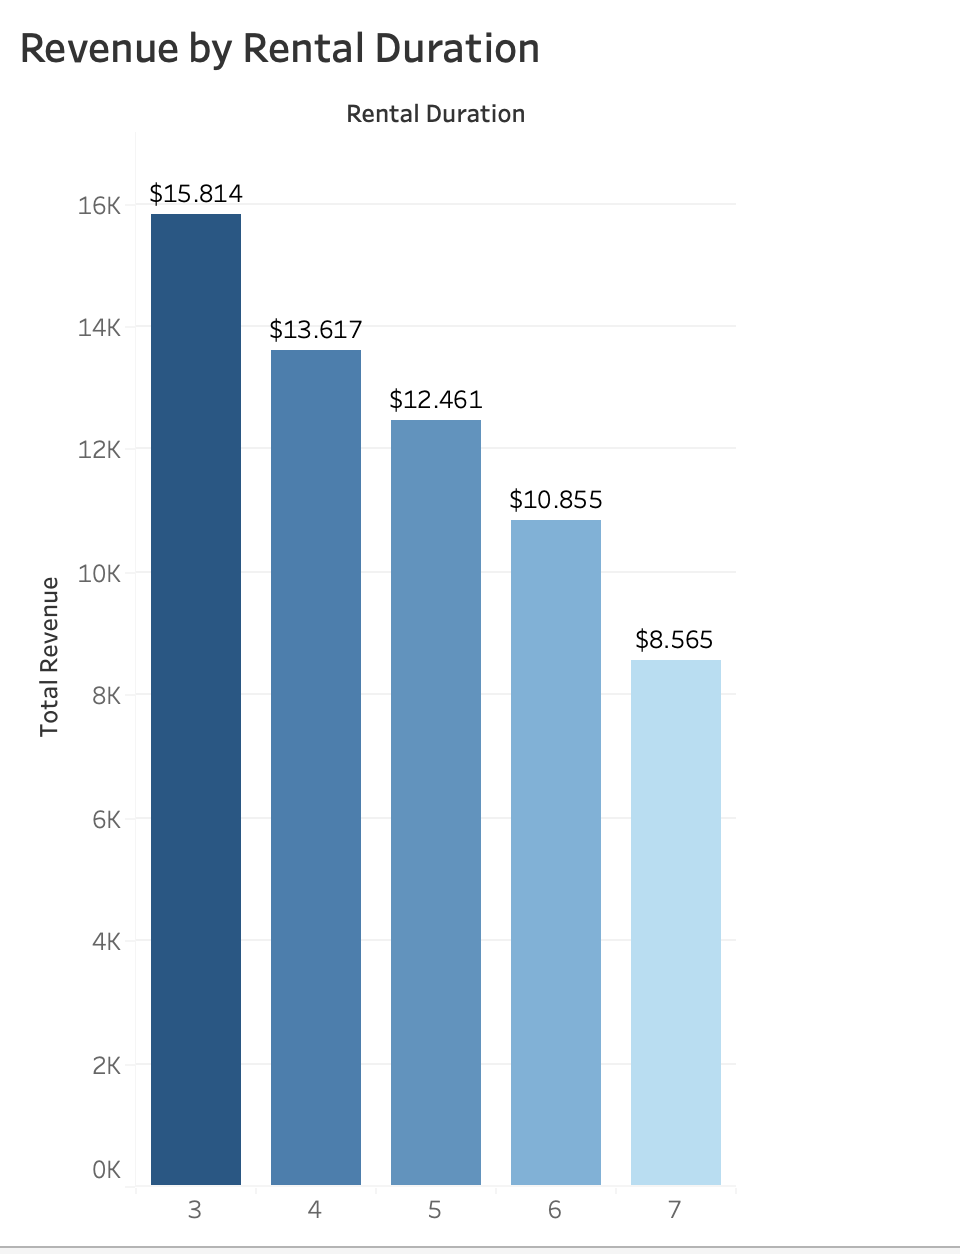 Revenue by Rental Duration
Rental Duration
16K
14K
12K
10K
8K
6K
4K
2K
0K
Total Revenue
$15.814
$13.617
$12.461
$10.855
$8.565
3 4 5 6 7